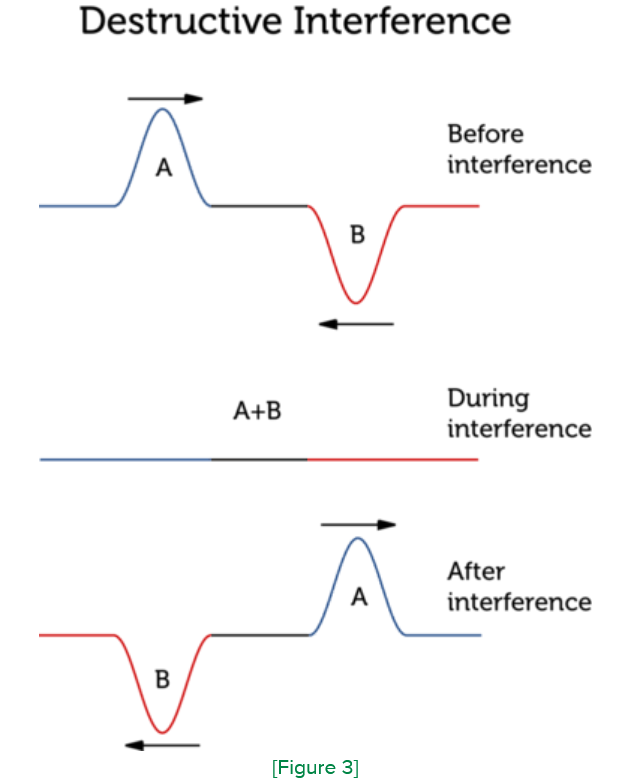 Destructive Interference
A
Before
interference
B
A+B
During
interference
After
interference
A
B
[Figure 3]